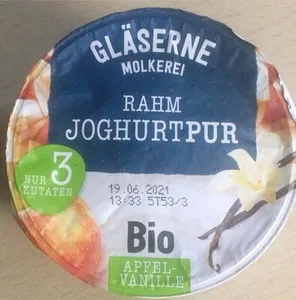 GLÄSERNE
MOLKEREI
RAHM
JOGHURTPUR
NUR
3
ZUTATEN
19.06.2021
13:33 5T53/3
Bio
APFEL-
VANILLE